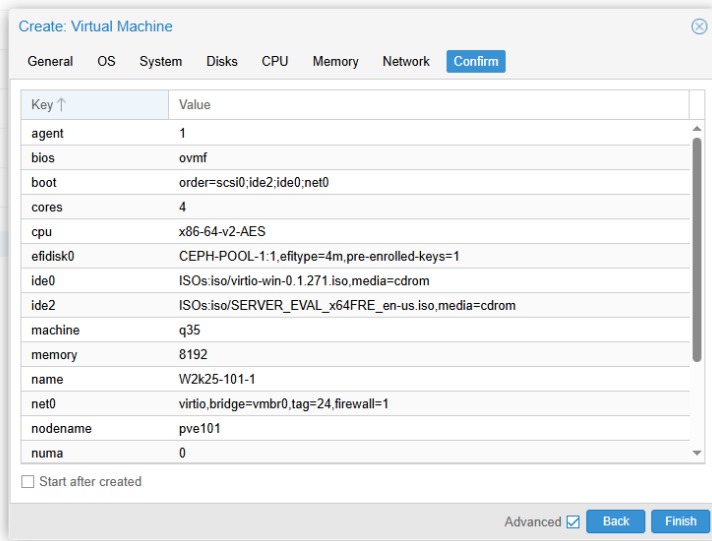 Create: Virtual Machine
General OS System Disks CPU Memory Network Confirm
Key Value
agent 1
bios ovmf
boot order=scsi0;ide2;ide0;net0
cores 4
cpu x86-64-v2-AES
efidisk0 CEPH-POOL-1:1,efitype=4m,pre-enrolled-keys=1
ide0 ISOs:iso/virtio-win-0.1.271.iso,media=cdrom
ide2 ISOs:iso/SERVER_EVAL_x64FRE_en-us.iso,media=cdrom
machine q35
memory 8192
name W2k25-101-1
net0 virtio,bridge=vmbr0,tag=24,firewall=1
nodename pve101
numa 0
Start after created
Advanced Back Finish